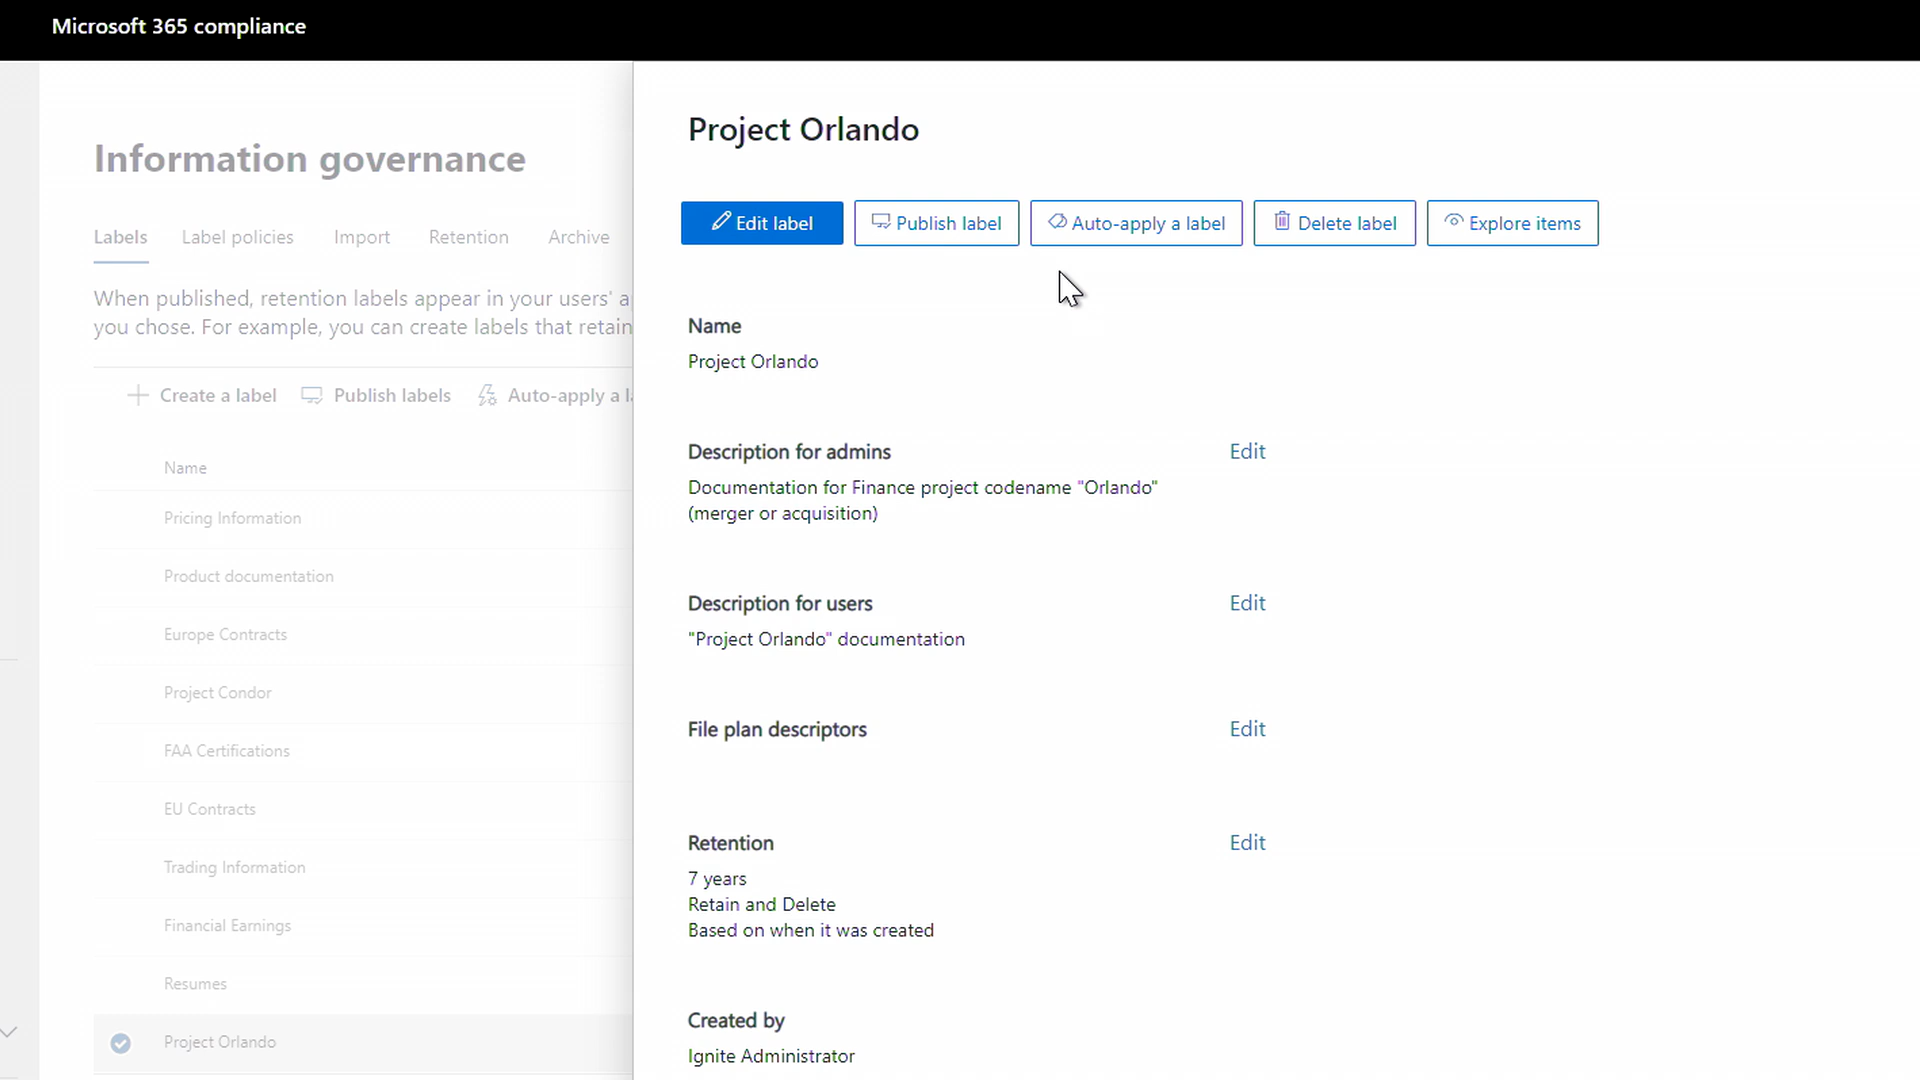 Microsoft 365 compliance
Information governance
Labels Label policies Import Retention Archive
When published, retention labels appear in your users' a
you chose. For example, you can create labels that retain
Create a label Publish labels Auto-apply a la
Name
Pricing Information
Product documentation
Europe Contracts
Project Condor
FAA Certifications
EU Contracts
Trading Information
Financial Earnings
Resumes
Project Orlando
Project Orlando
Edit label Publish label Auto-apply a label Delete label Explore items
Name
Project Orlando
Description for admins Edit
Documentation for Finance project codename "Orlando"
(merger or acquisition)
Description for users Edit
"Project Orlando" documentation
File plan descriptors Edit
Retention Edit
7 years
Retain and Delete
Based on when it was created
Created by
Ignite Administrator